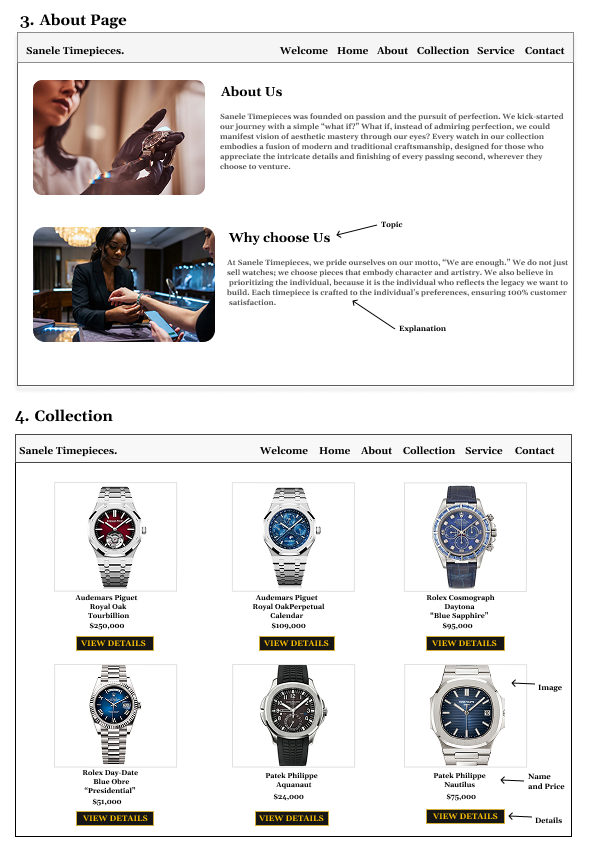 3. About Page
Sanele Timepieces.
Welcome Home About Collection Service Contact
About Us
Sanele Timepieces was founded on passion and the pursuit of perfection. We kick-started
our journey with a simple “what if?” What if, instead of admiring perfection, we could
manifest vision of aesthetic mastery through our eyes? Every watch in our collection
embodies a fusion of modern and traditional craftsmanship, designed for those who
appreciate the intricate details and finishing of every passing second, wherever they
choose to venture.
Topic
Why choose Us
At Sanele Timepieces, we pride ourselves on our motto, “We are enough.” We do not just
sell watches; we choose pieces that embody character and artistry. We also believe in
prioritizing the individual, because it is the individual who reflects the legacy we want to
build. Each timepiece is crafted to the individual’s preferences, ensuring 100% customer
satisfaction.
Explanation
4. Collection
Sanele Timepieces.
Welcome Home About Collection Service Contact
Audemars Piguet
Royal Oak
Tourbillion
$250,000
VIEW DETAILS
Audemars Piguet
Royal OakPerpetual
Calendar
$109,000
VIEW DETAILS
Rolex Cosmograph
Daytona
“Blue Sapphire”
$95,000
VIEW DETAILS
Image
Rolex Day-Date
Blue Obre
“Presidential”
$51,000
VIEW DETAILS
Patek Philippe
Aquanaut
$24,000
VIEW DETAILS
Patek Philippe
Nautilus
$75,000
VIEW DETAILS
Name
and Price
Details